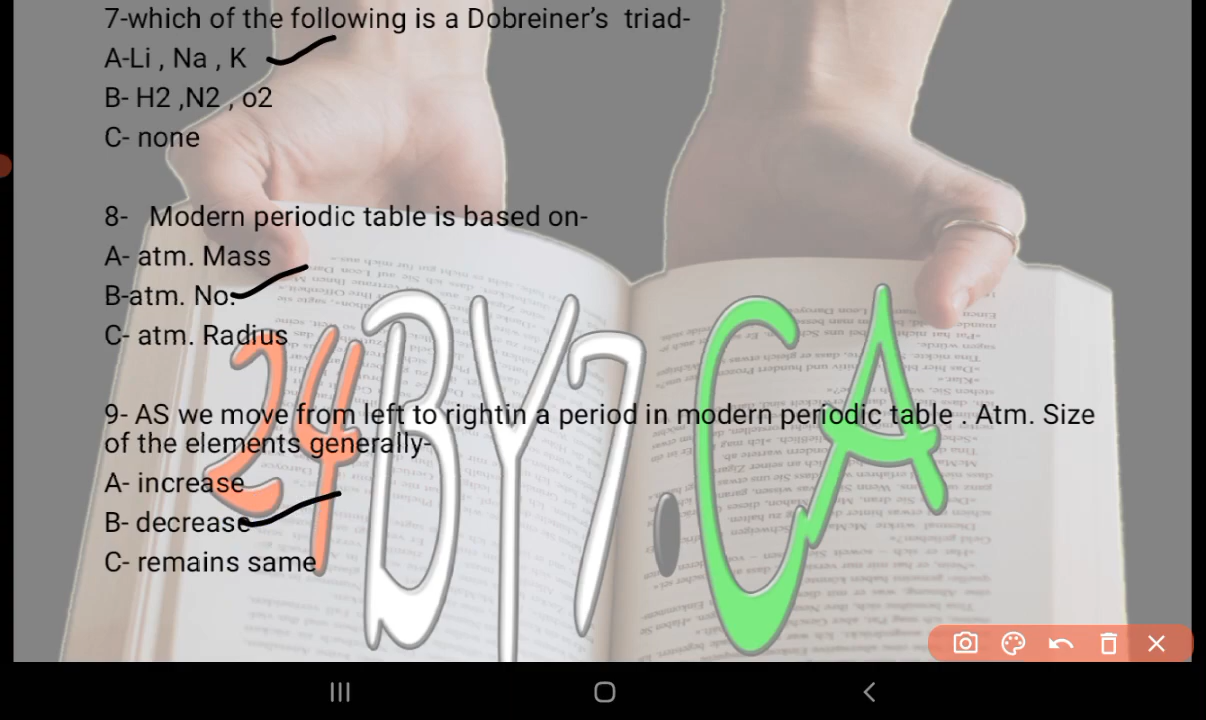 7-which of the following is a Dobreiner’s triad-
A-Li , Na , K
B- H2 ,N2 , o2
C- none
8- Modern periodic table is based on-
A- atm. Mass
B-atm. No.
C- atm. Radius
9- AS we move from left to rightin a period in modern periodic table . Atm. Size
of the elements generally-
A- increase
B- decrease
C- remains same
24BY7.CA